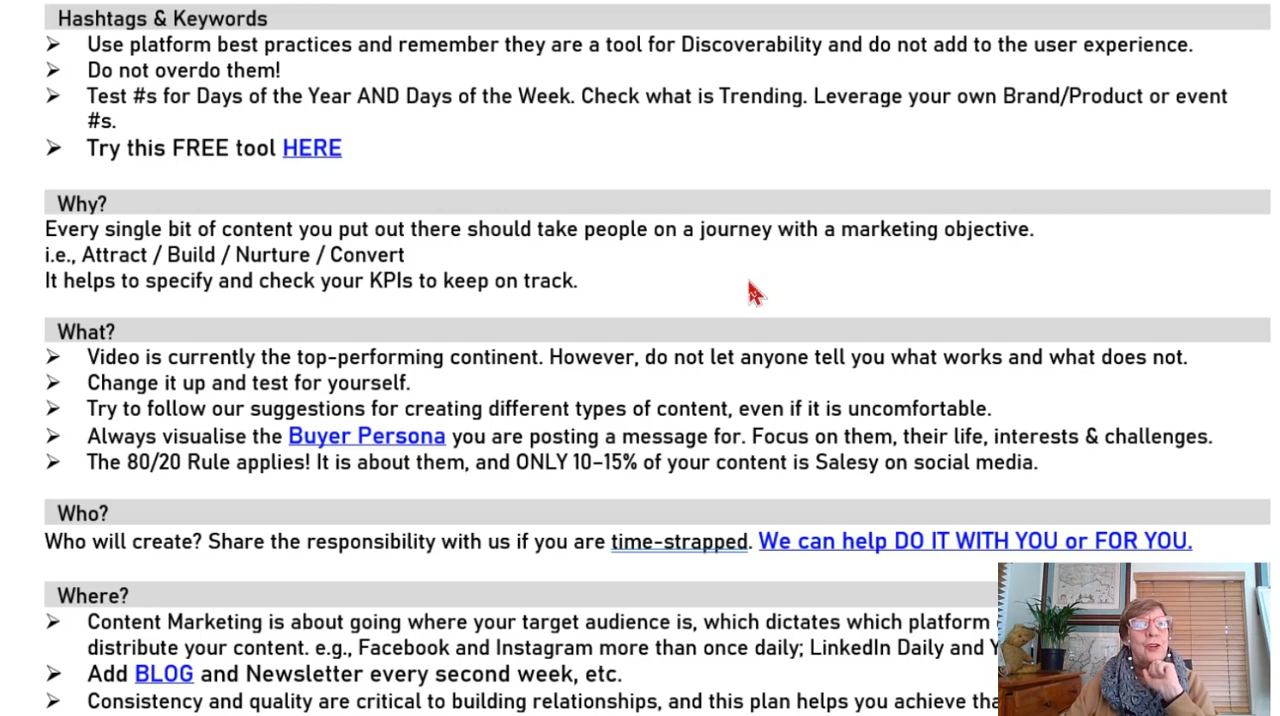 Hashtags & Keywords
➢ Use platform best practices and remember they are a tool for Discoverability and do not add to the user experience.
➢ Do not overdo them!
➢ Test #s for Days of the Year AND Days of the Week. Check what is Trending. Leverage your own Brand/Product or event
#s.
➢ Try this FREE tool HERE
Why?
Every single bit of content you put out there should take people on a journey with a marketing objective.
i.e., Attract / Build / Nurture / Convert
It helps to specify and check your KPIs to keep on track.
What?
➢ Video is currently the top-performing continent. However, do not let anyone tell you what works and what does not.
➢ Change it up and test for yourself.
➢ Try to follow our suggestions for creating different types of content, even if it is uncomfortable.
➢ Always visualise the Buyer Persona you are posting a message for. Focus on them, their life, interests & challenges.
➢ The 80/20 Rule applies! It is about them, and ONLY 10–15% of your content is Salesy on social media.
Who?
Who will create? Share the responsibility with us if you are time-strapped. We can help DO IT WITH YOU or FOR YOU.
Where?
➢ Content Marketing is about going where your target audience is, which dictates which platform
distribute your content. e.g., Facebook and Instagram more than once daily; LinkedIn Daily and
➢ Add BLOG and Newsletter every second week, etc.
➢ Consistency and quality are critical to building relationships, and this plan helps you achieve